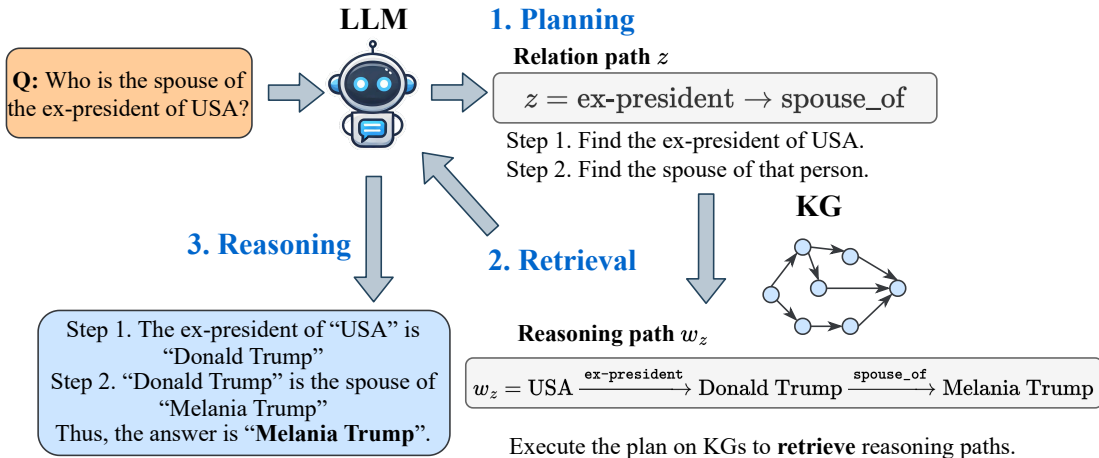 LLM
Q: Who is the spouse of
the ex-president of USA?
1. Planning
Relation path z
z = ex-president → spouse_of
Step 1. Find the ex-president of USA.
Step 2. Find the spouse of that person.
KG
3. Reasoning
2. Retrieval
Step 1. The ex-president of “USA” is
“Donald Trump”
Step 2. “Donald Trump” is the spouse of
“Melania Trump”
Thus, the answer is “Melania Trump”.
Reasoning path w_z
w_z = USA ex-president→ Donald Trump spouse_of→ Melania Trump
Execute the plan on KGs to retrieve reasoning paths.